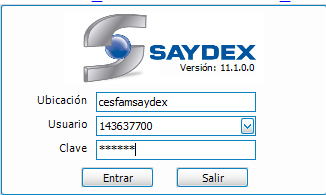 SAYDEX
Versión: 11.1.0.0
Ubicación cesfamsaydex
Usuario 143637700
Clave ******
Entrar Salir